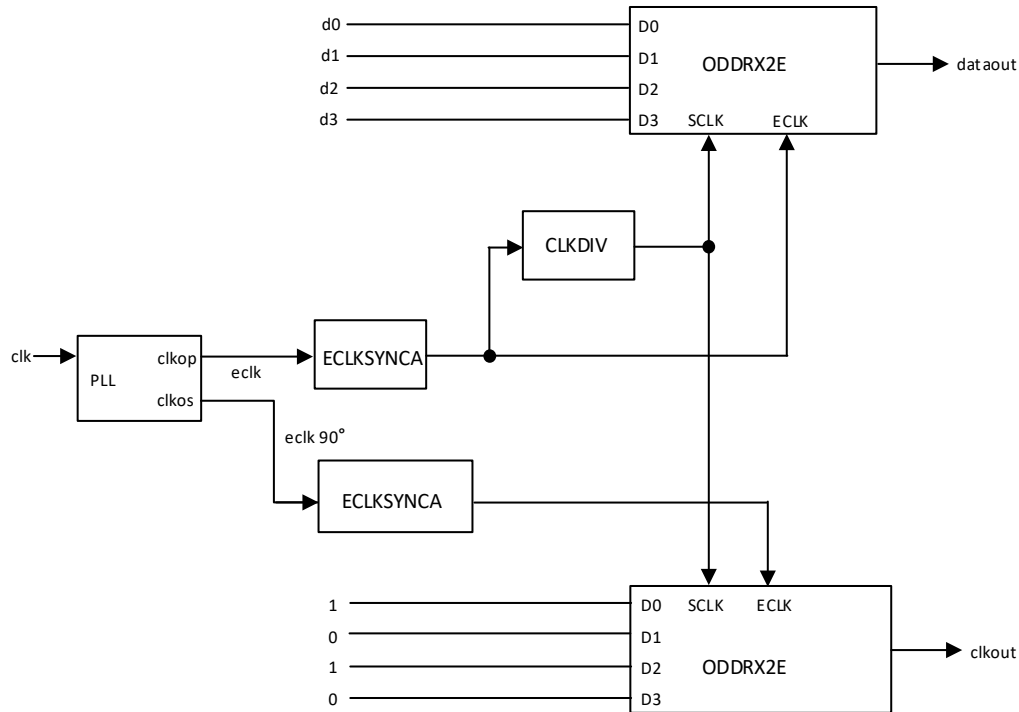 d0
D0
d1
D1
ODDRX2E
dataout
d2
D2
d3
D3
SCLK
ECLK
CLKDIV
clk
clkop
ECLKSYNCA
eclk
PLL
clkos
eclk 90°
ECLKSYNCA
1
D0
SCLK
ECLK
0
D1
1
D2
ODDRX2E
clkout
0
D3